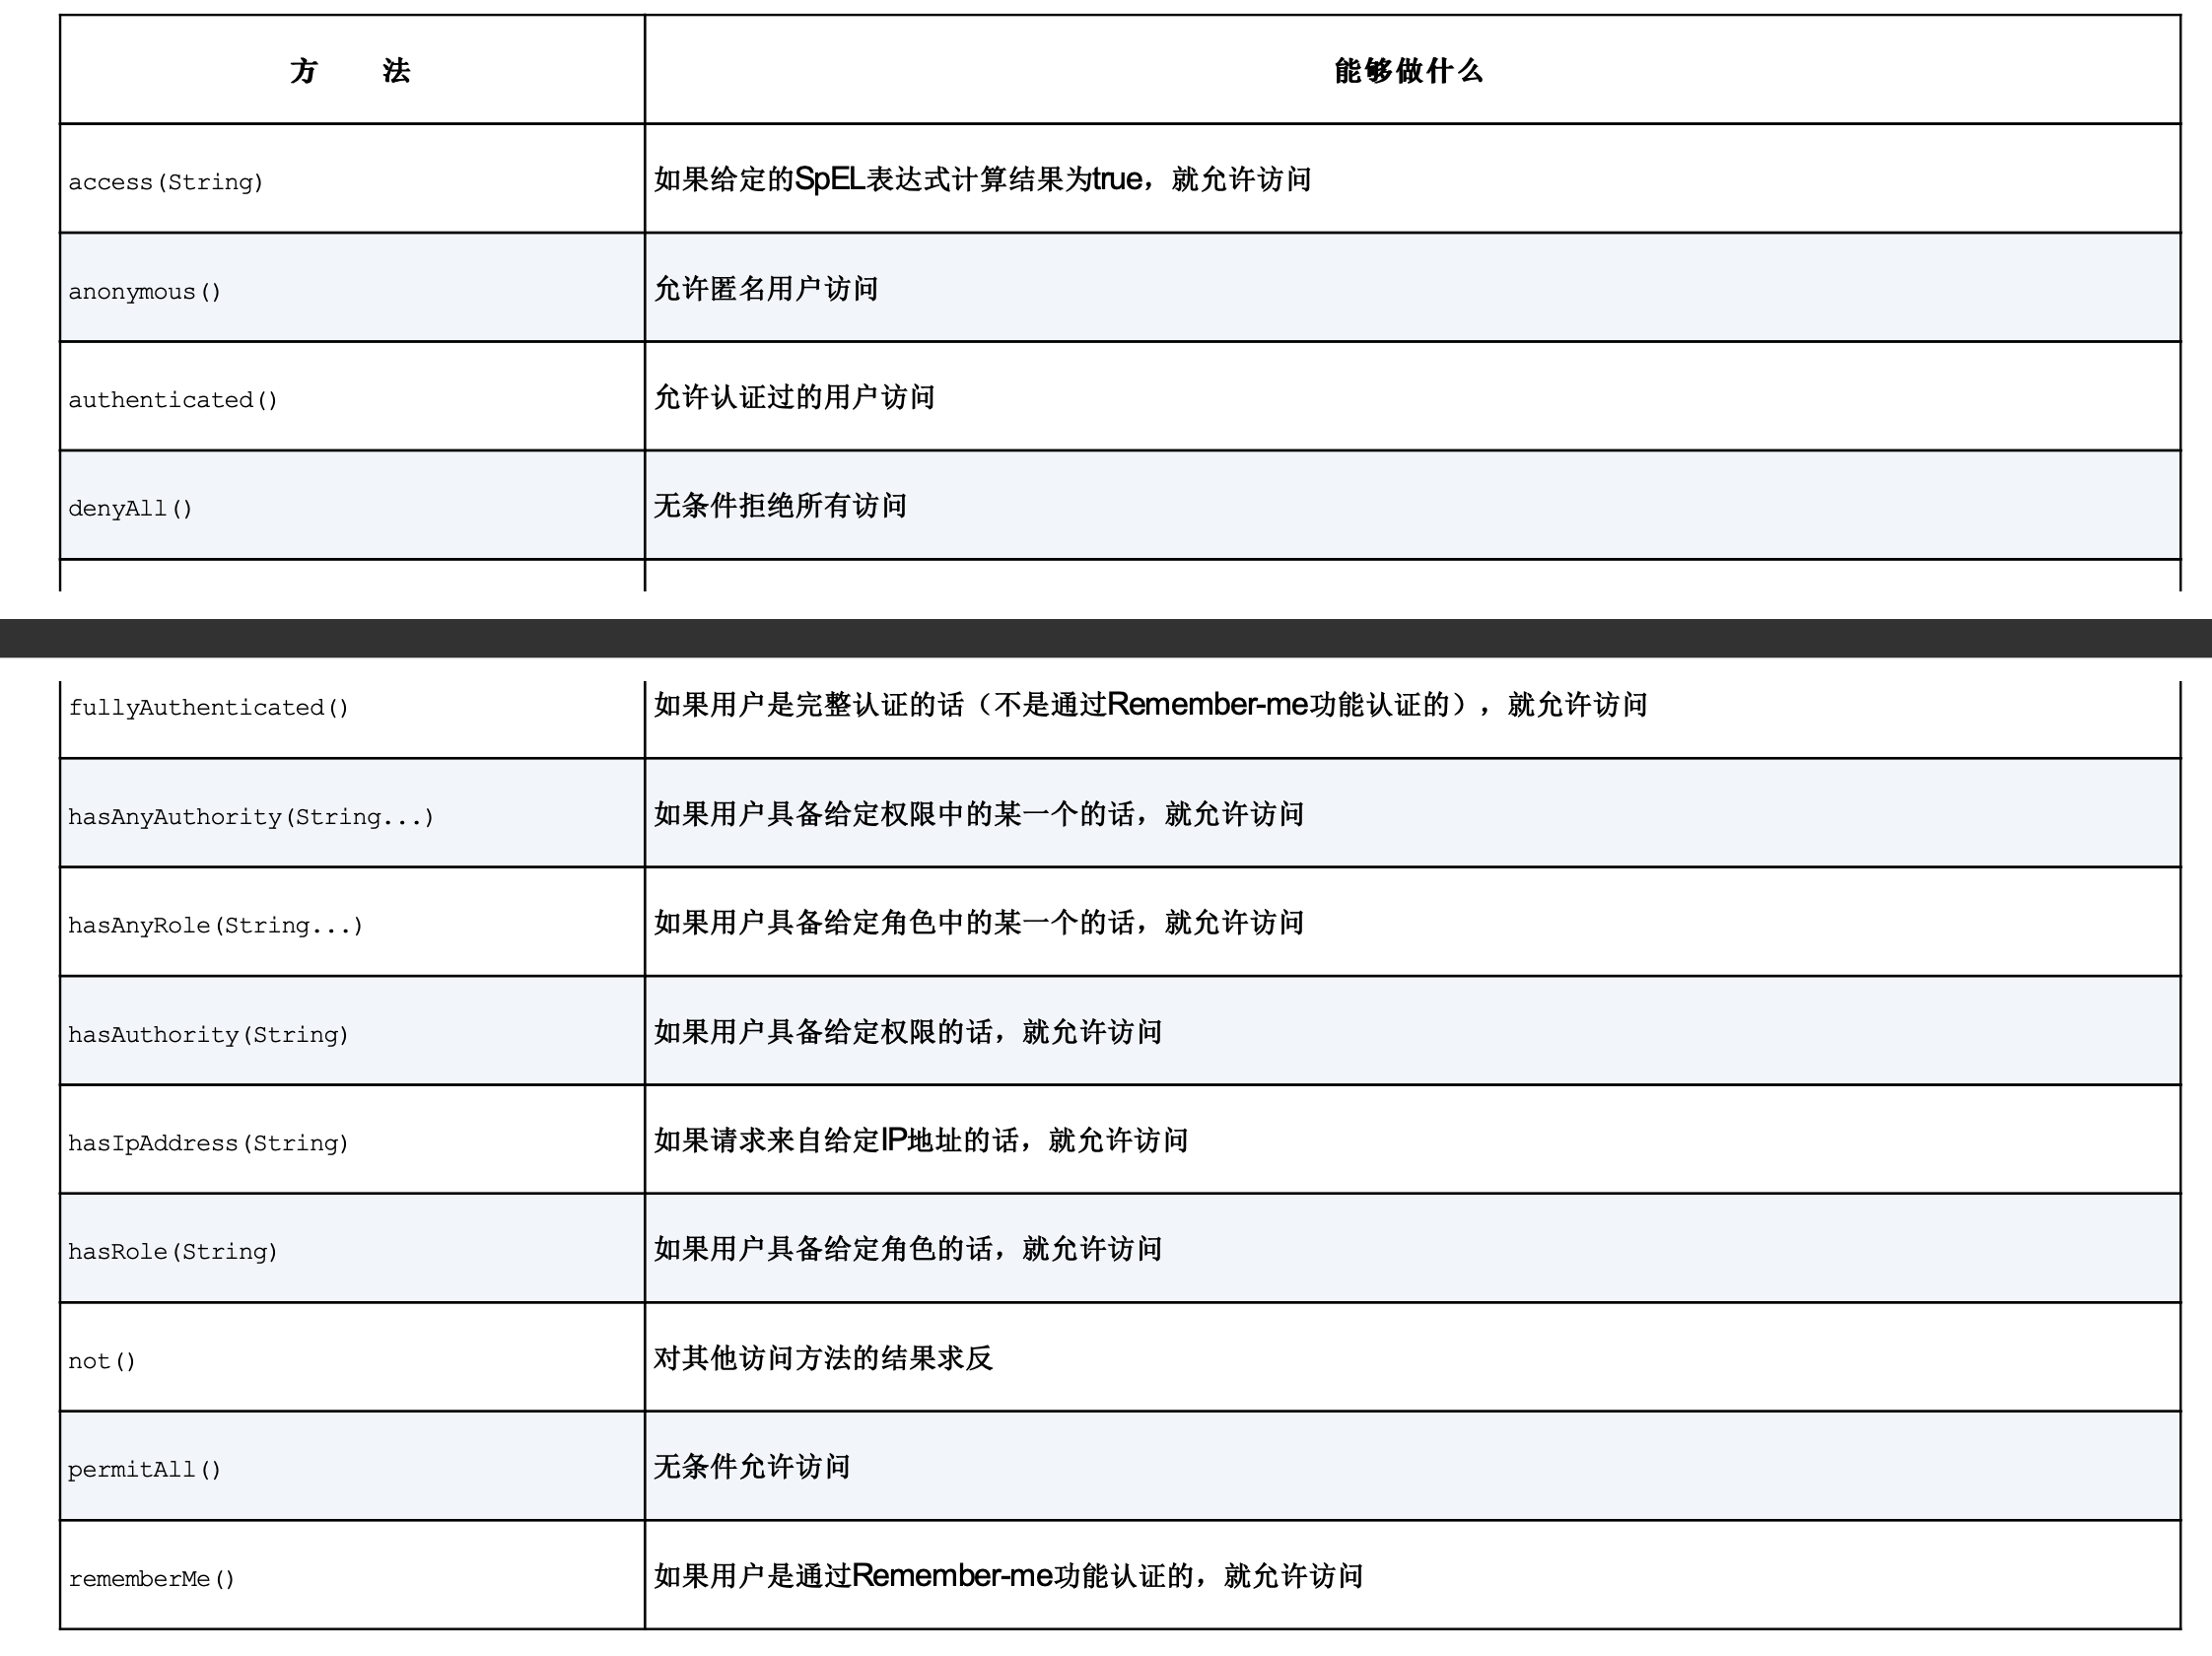 方 法 能够做什么
access(String) 如果给定的SpEL表达式计算结果为true，就允许访问
anonymous() 允许匿名用户访问
authenticated() 允许认证过的用户访问
denyAll() 无条件拒绝所有访问
fullyAuthenticated() 如果用户是完整认证的话（不是通过Remember-me功能认证的），就允许访问
hasAnyAuthority(String...) 如果用户具备给定权限中的某一个的话，就允许访问
hasAnyRole(String...) 如果用户具备给定角色中的某一个的话，就允许访问
hasAuthority(String) 如果用户具备给定权限的话，就允许访问
hasIpAddress(String) 如果请求来自给定IP地址的话，就允许访问
hasRole(String) 如果用户具备给定角色的话，就允许访问
not() 对其他访问方法的结果求反
permitAll() 无条件允许访问
rememberMe() 如果用户是通过Remember-me功能认证的，就允许访问